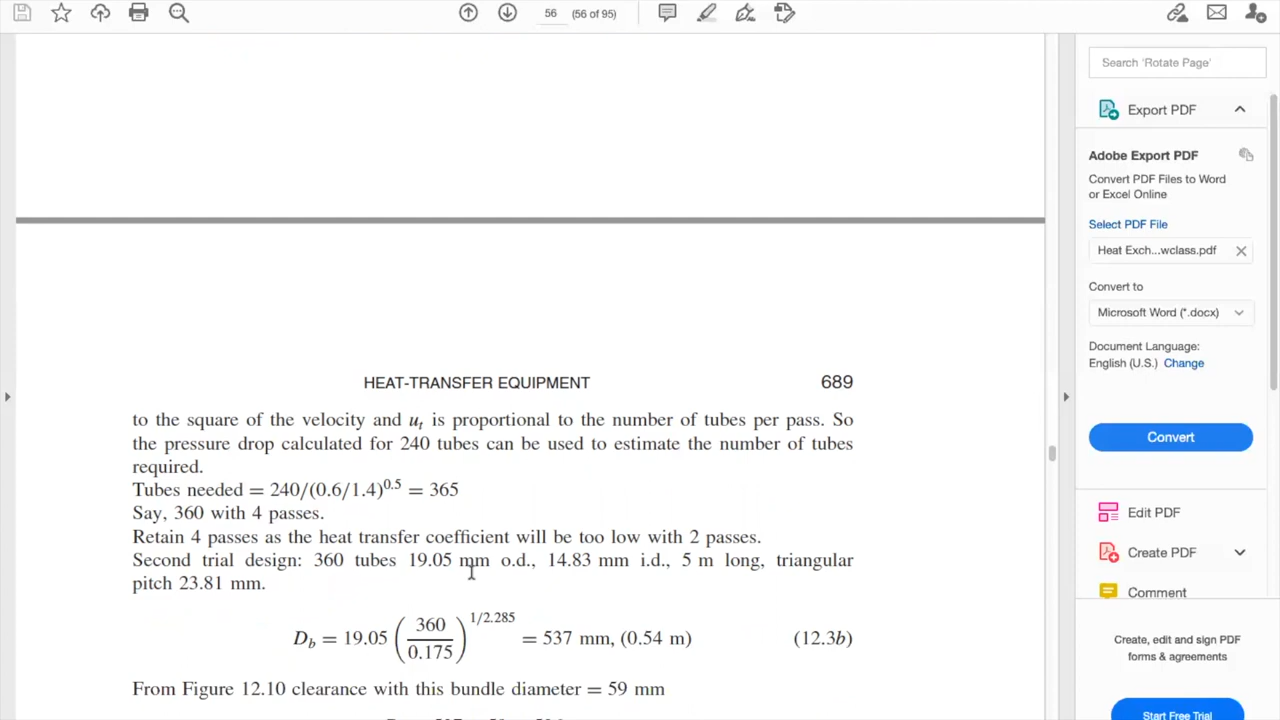 56 (56 of 95)
Search 'Rotate Page'
Export PDF
Adobe Export PDF
Convert PDF Files to Word
or Excel Online
Select PDF File
Heat Exch...wclass.pdf
Convert to
Microsoft Word (*.docx)
Document Language:
English (U.S.) Change
Convert
Edit PDF
Create PDF
Comment
Create, edit and sign PDF
forms & agreements
Start Free Trial
HEAT-TRANSFER EQUIPMENT 689
to the square of the velocity and u_t is proportional to the number of tubes per pass. So
the pressure drop calculated for 240 tubes can be used to estimate the number of tubes
required.
Tubes needed = 240/(0.6/1.4)^0.5 = 365
Say, 360 with 4 passes.
Retain 4 passes as the heat transfer coefficient will be too low with 2 passes.
Second trial design: 360 tubes 19.05 mm o.d., 14.83 mm i.d., 5 m long, triangular
pitch 23.81 mm.
D_b = 19.05 (360/0.175)^1/2.285 = 537 mm, (0.54 m) (12.3b)
From Figure 12.10 clearance with this bundle diameter = 59 mm